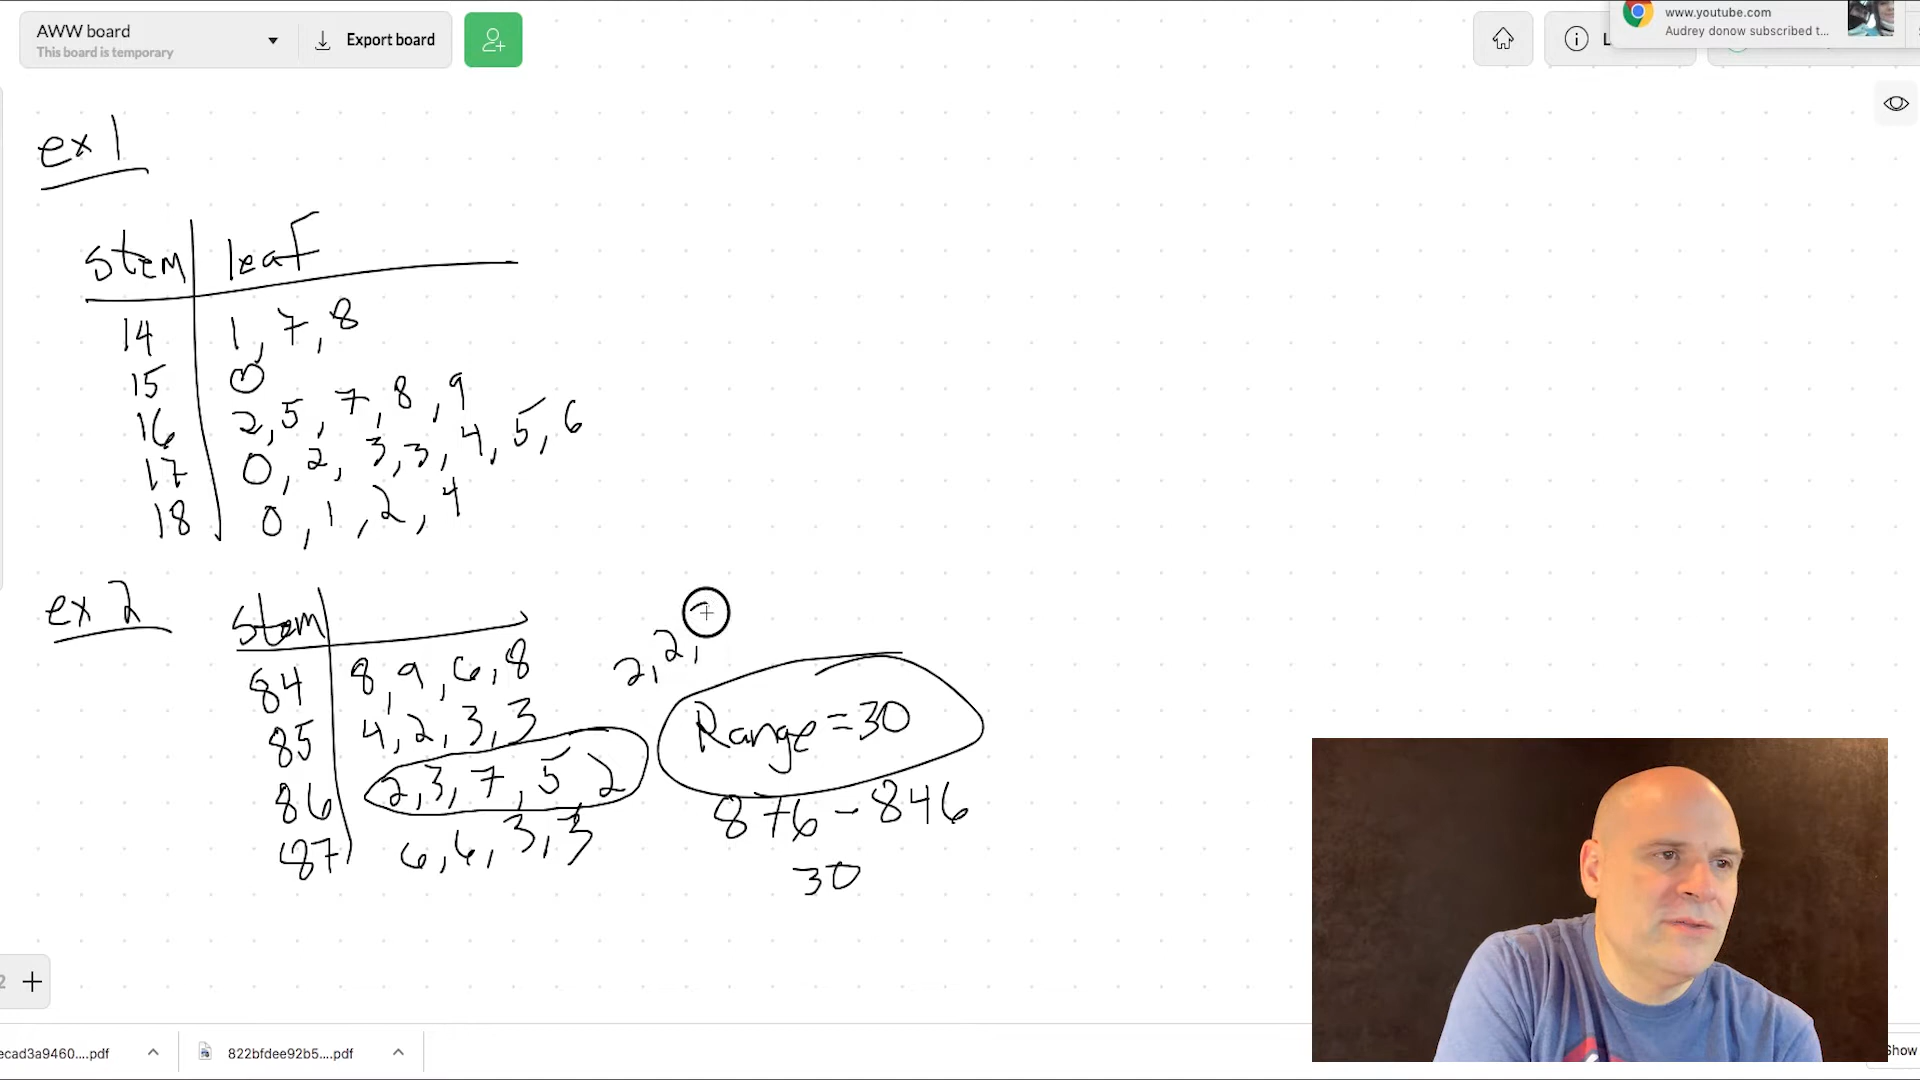 AWW board
This board is temporary
Export board
www.youtube.com
Audrey donow subscribed t...
L
ex 1
stem leaf
14 1, 7, 8
15 0
16 2, 5, 7, 8, 9
17 0, 2, 3, 3, 4, 5, 6
18 0, 1, 2, 4
ex 2
stem
84 8, 9, 6, 8
85 4, 2, 3, 3
86 2, 3, 7, 5, 2
87 6, 6, 3, 3
2, 2,
Range = 30
876 - 846
30
2
ecad3a9460....pdf
822bfdee92b5....pdf
Show